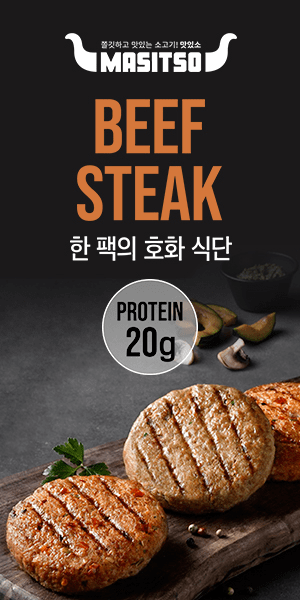 쫄깃하고 맛있는 소고기! 맛있소
MASITSO
BEEF
STEAK
한 팩의 호화 식단
PROTEIN
20g